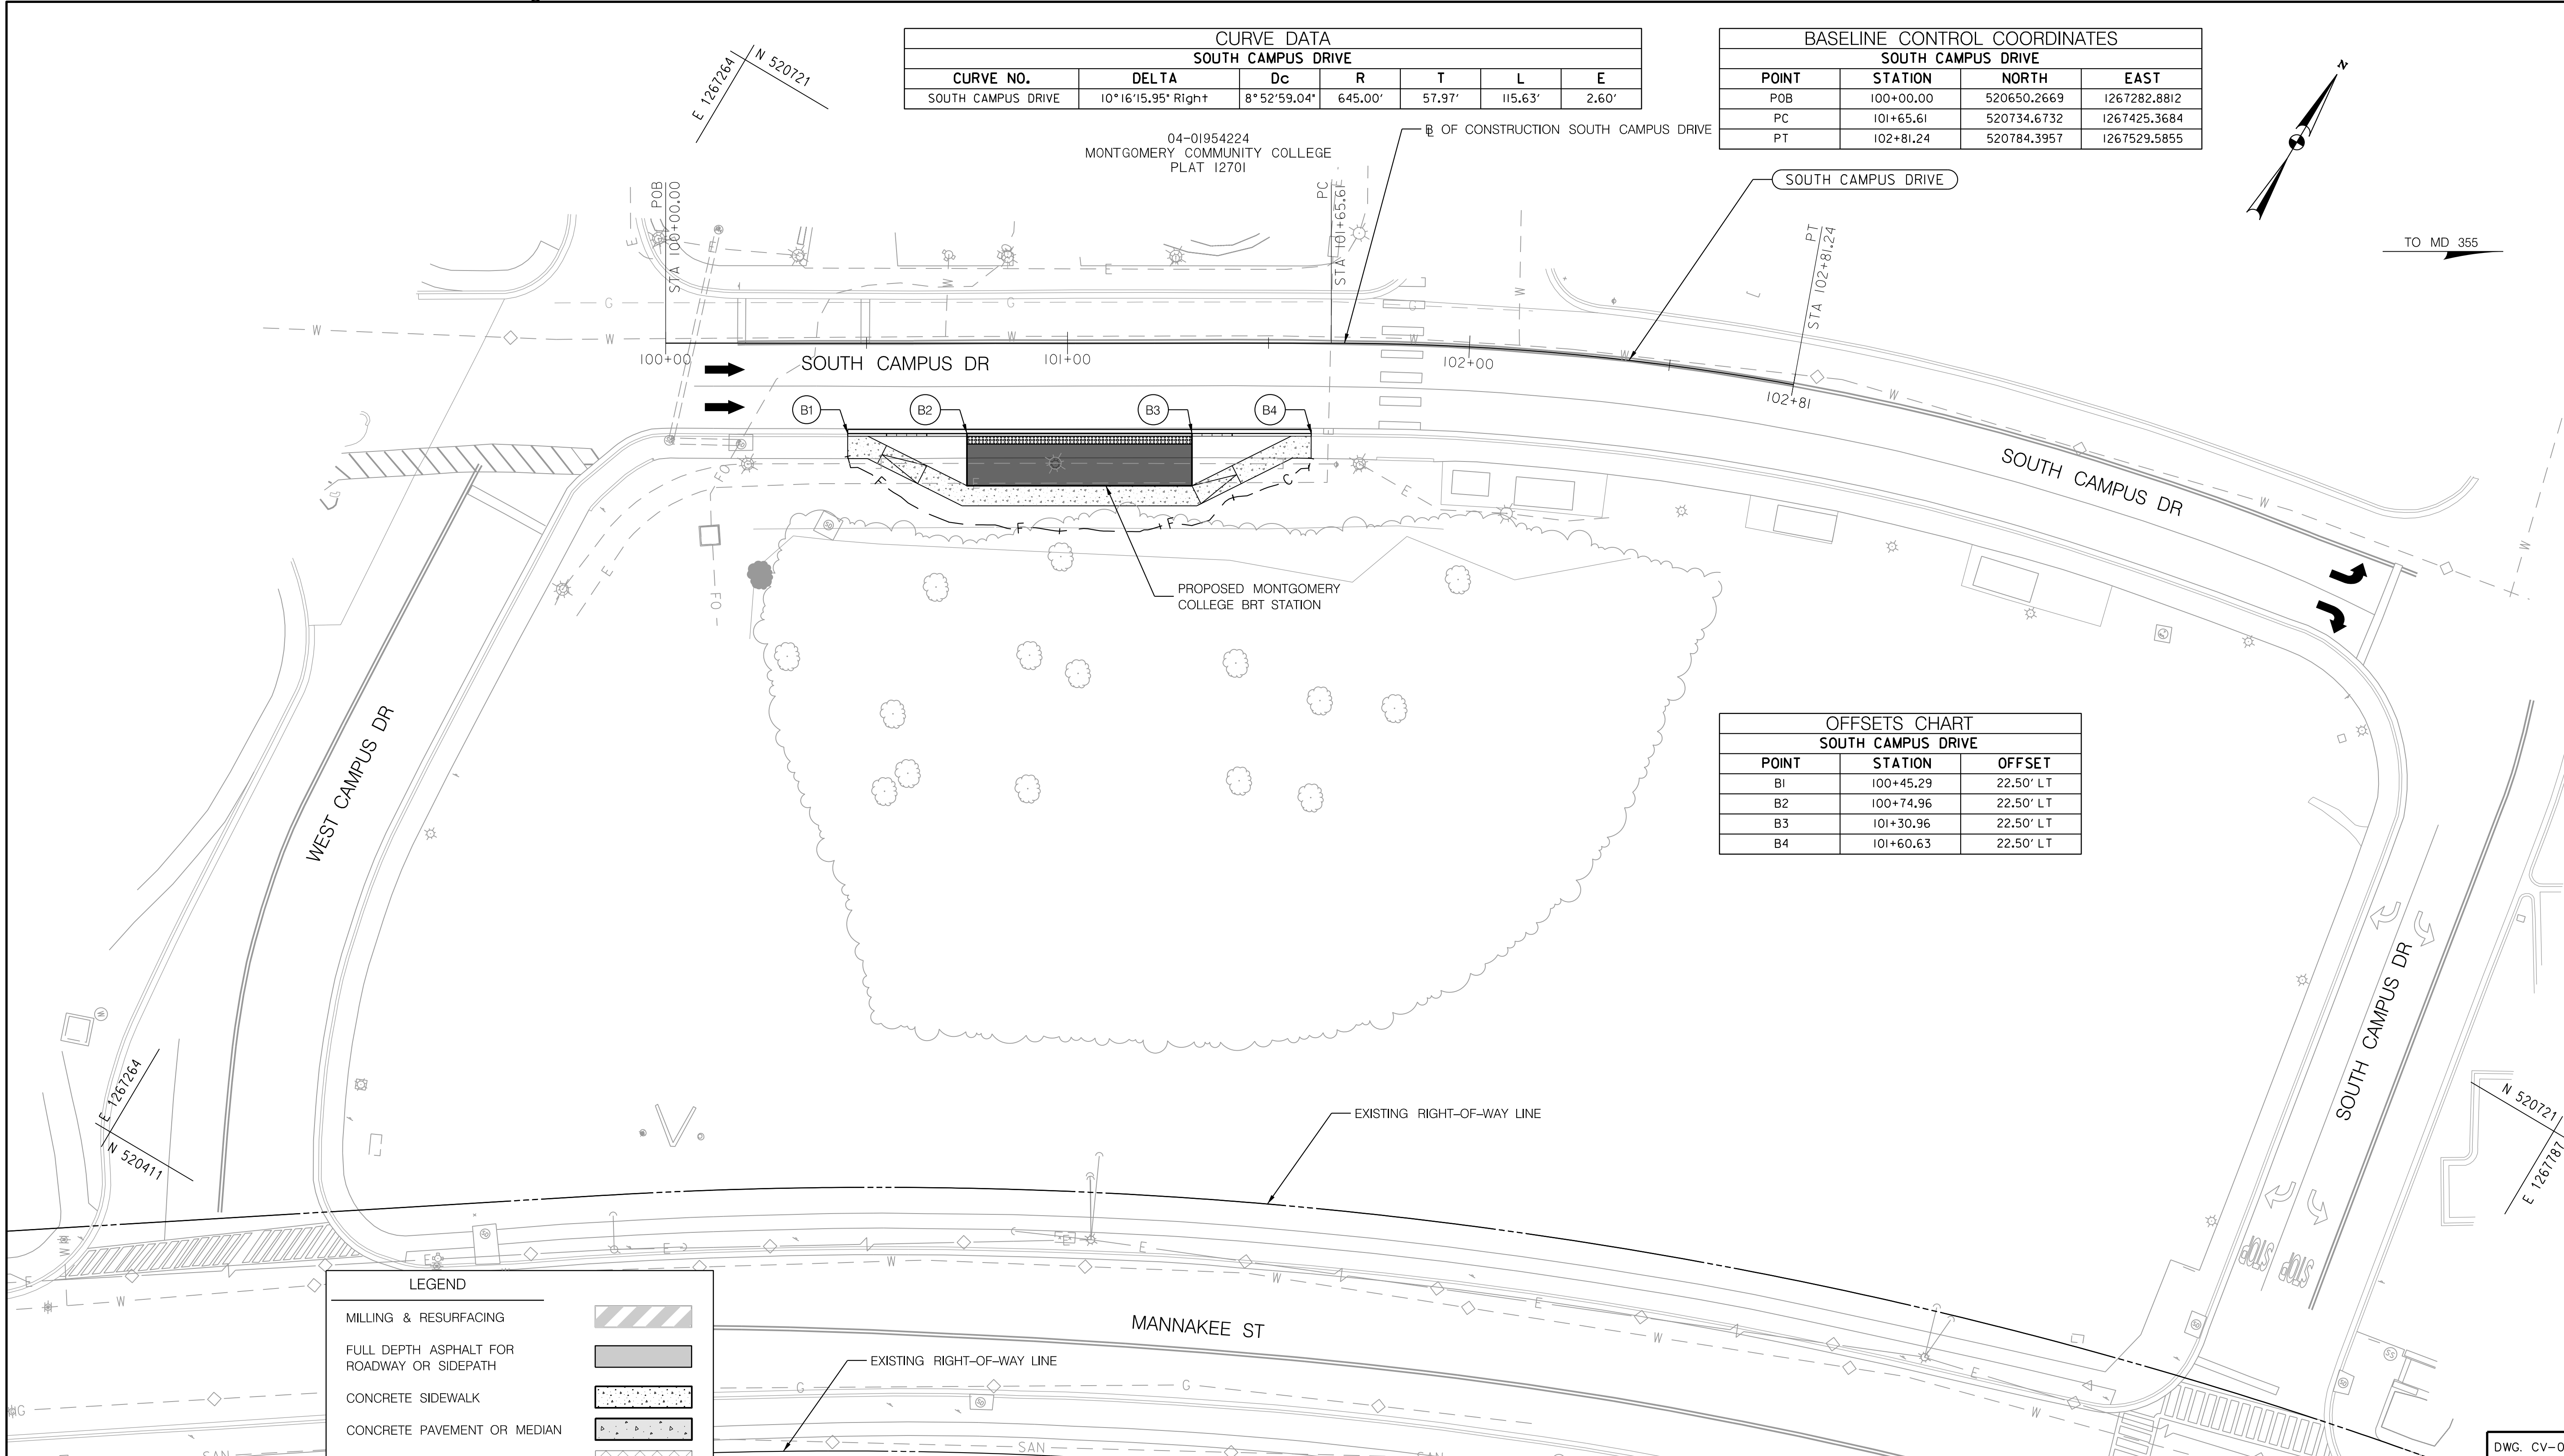 CURVE DATA
SOUTH CAMPUS DRIVE
CURVE NO. DELTA Dc R T L E
SOUTH CAMPUS DRIVE 10°16'15.95" Right 8°52'59.04" 645.00' 57.97' 115.63' 2.60'
BASELINE CONTROL COORDINATES
SOUTH CAMPUS DRIVE
POINT STATION NORTH EAST
POB 100+00.00 520650.2669 1267282.8812
PC 101+65.61 520734.6732 1267425.3684
PT 102+81.24 520784.3957 1267529.5855
N
TO MD 355
E 1267264
N 520721
04-01954224
MONTGOMERY COMMUNITY COLLEGE
PLAT 12701
BL OF CONSTRUCTION SOUTH CAMPUS DRIVE
SOUTH CAMPUS DRIVE
POB
STA 100+00.00
PC
STA 101+65.61
PT
STA 102+81.24
100+00
101+00
102+00
102+81
SOUTH CAMPUS DR
B1
B2
B3
B4
SOUTH CAMPUS DR
PROPOSED MONTGOMERY
COLLEGE BRT STATION
WEST CAMPUS DR
OFFSETS CHART
SOUTH CAMPUS DRIVE
POINT STATION OFFSET
B1 100+45.29 22.50' LT
B2 100+74.96 22.50' LT
B3 101+30.96 22.50' LT
B4 101+60.63 22.50' LT
SOUTH CAMPUS DR
E 1267264
N 520411
N 520721
E 1267787
EXISTING RIGHT-OF-WAY LINE
STOP
STOP
MANNAKEE ST
EXISTING RIGHT-OF-WAY LINE
LEGEND
MILLING & RESURFACING
FULL DEPTH ASPHALT FOR
ROADWAY OR SIDEPATH
CONCRETE SIDEWALK
CONCRETE PAVEMENT OR MEDIAN
SAN
SAN
DWG. CV-0